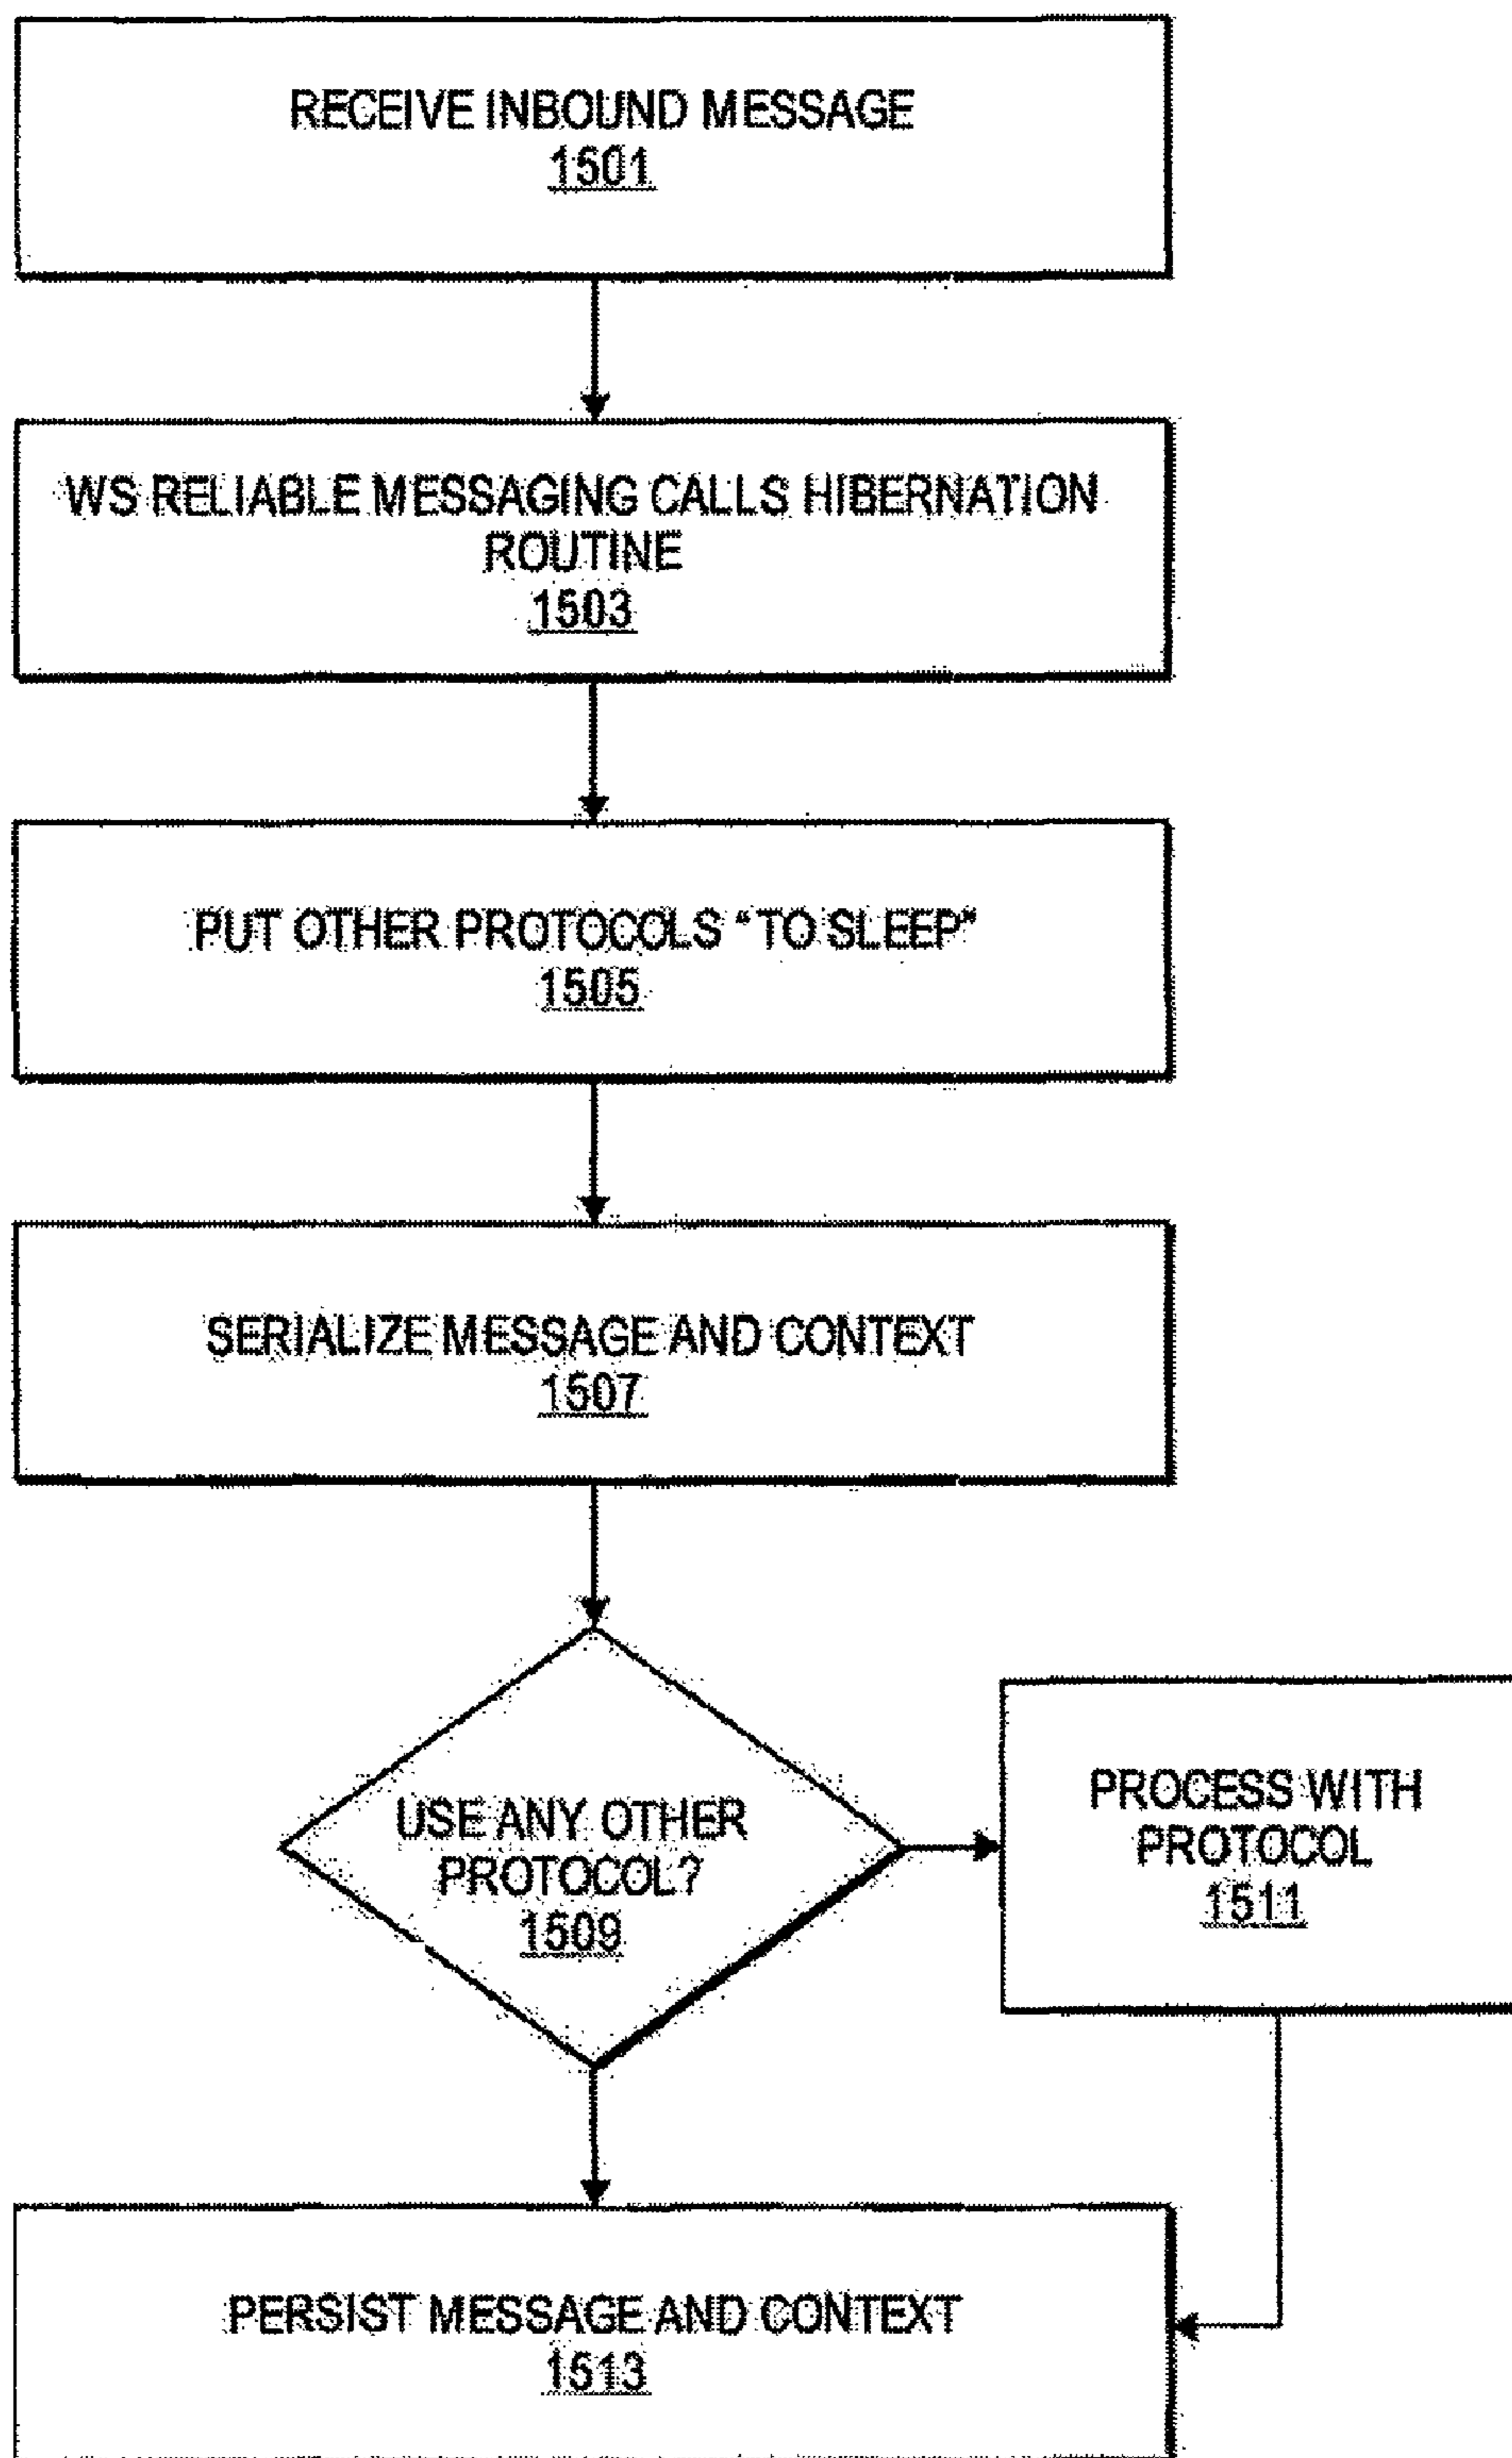 RECEIVE INBOUND MESSAGE
1501
WS RELIABLE MESSAGING CALLS HIBERNATION
ROUTINE
1503
PUT OTHER PROTOCOLS "TO SLEEP"
1505
SERIALIZE MESSAGE AND CONTEXT
1507
USE ANY OTHER
PROTOCOL?
1509
PROCESS WITH
PROTOCOL
1511
PERSIST MESSAGE AND CONTEXT
1513